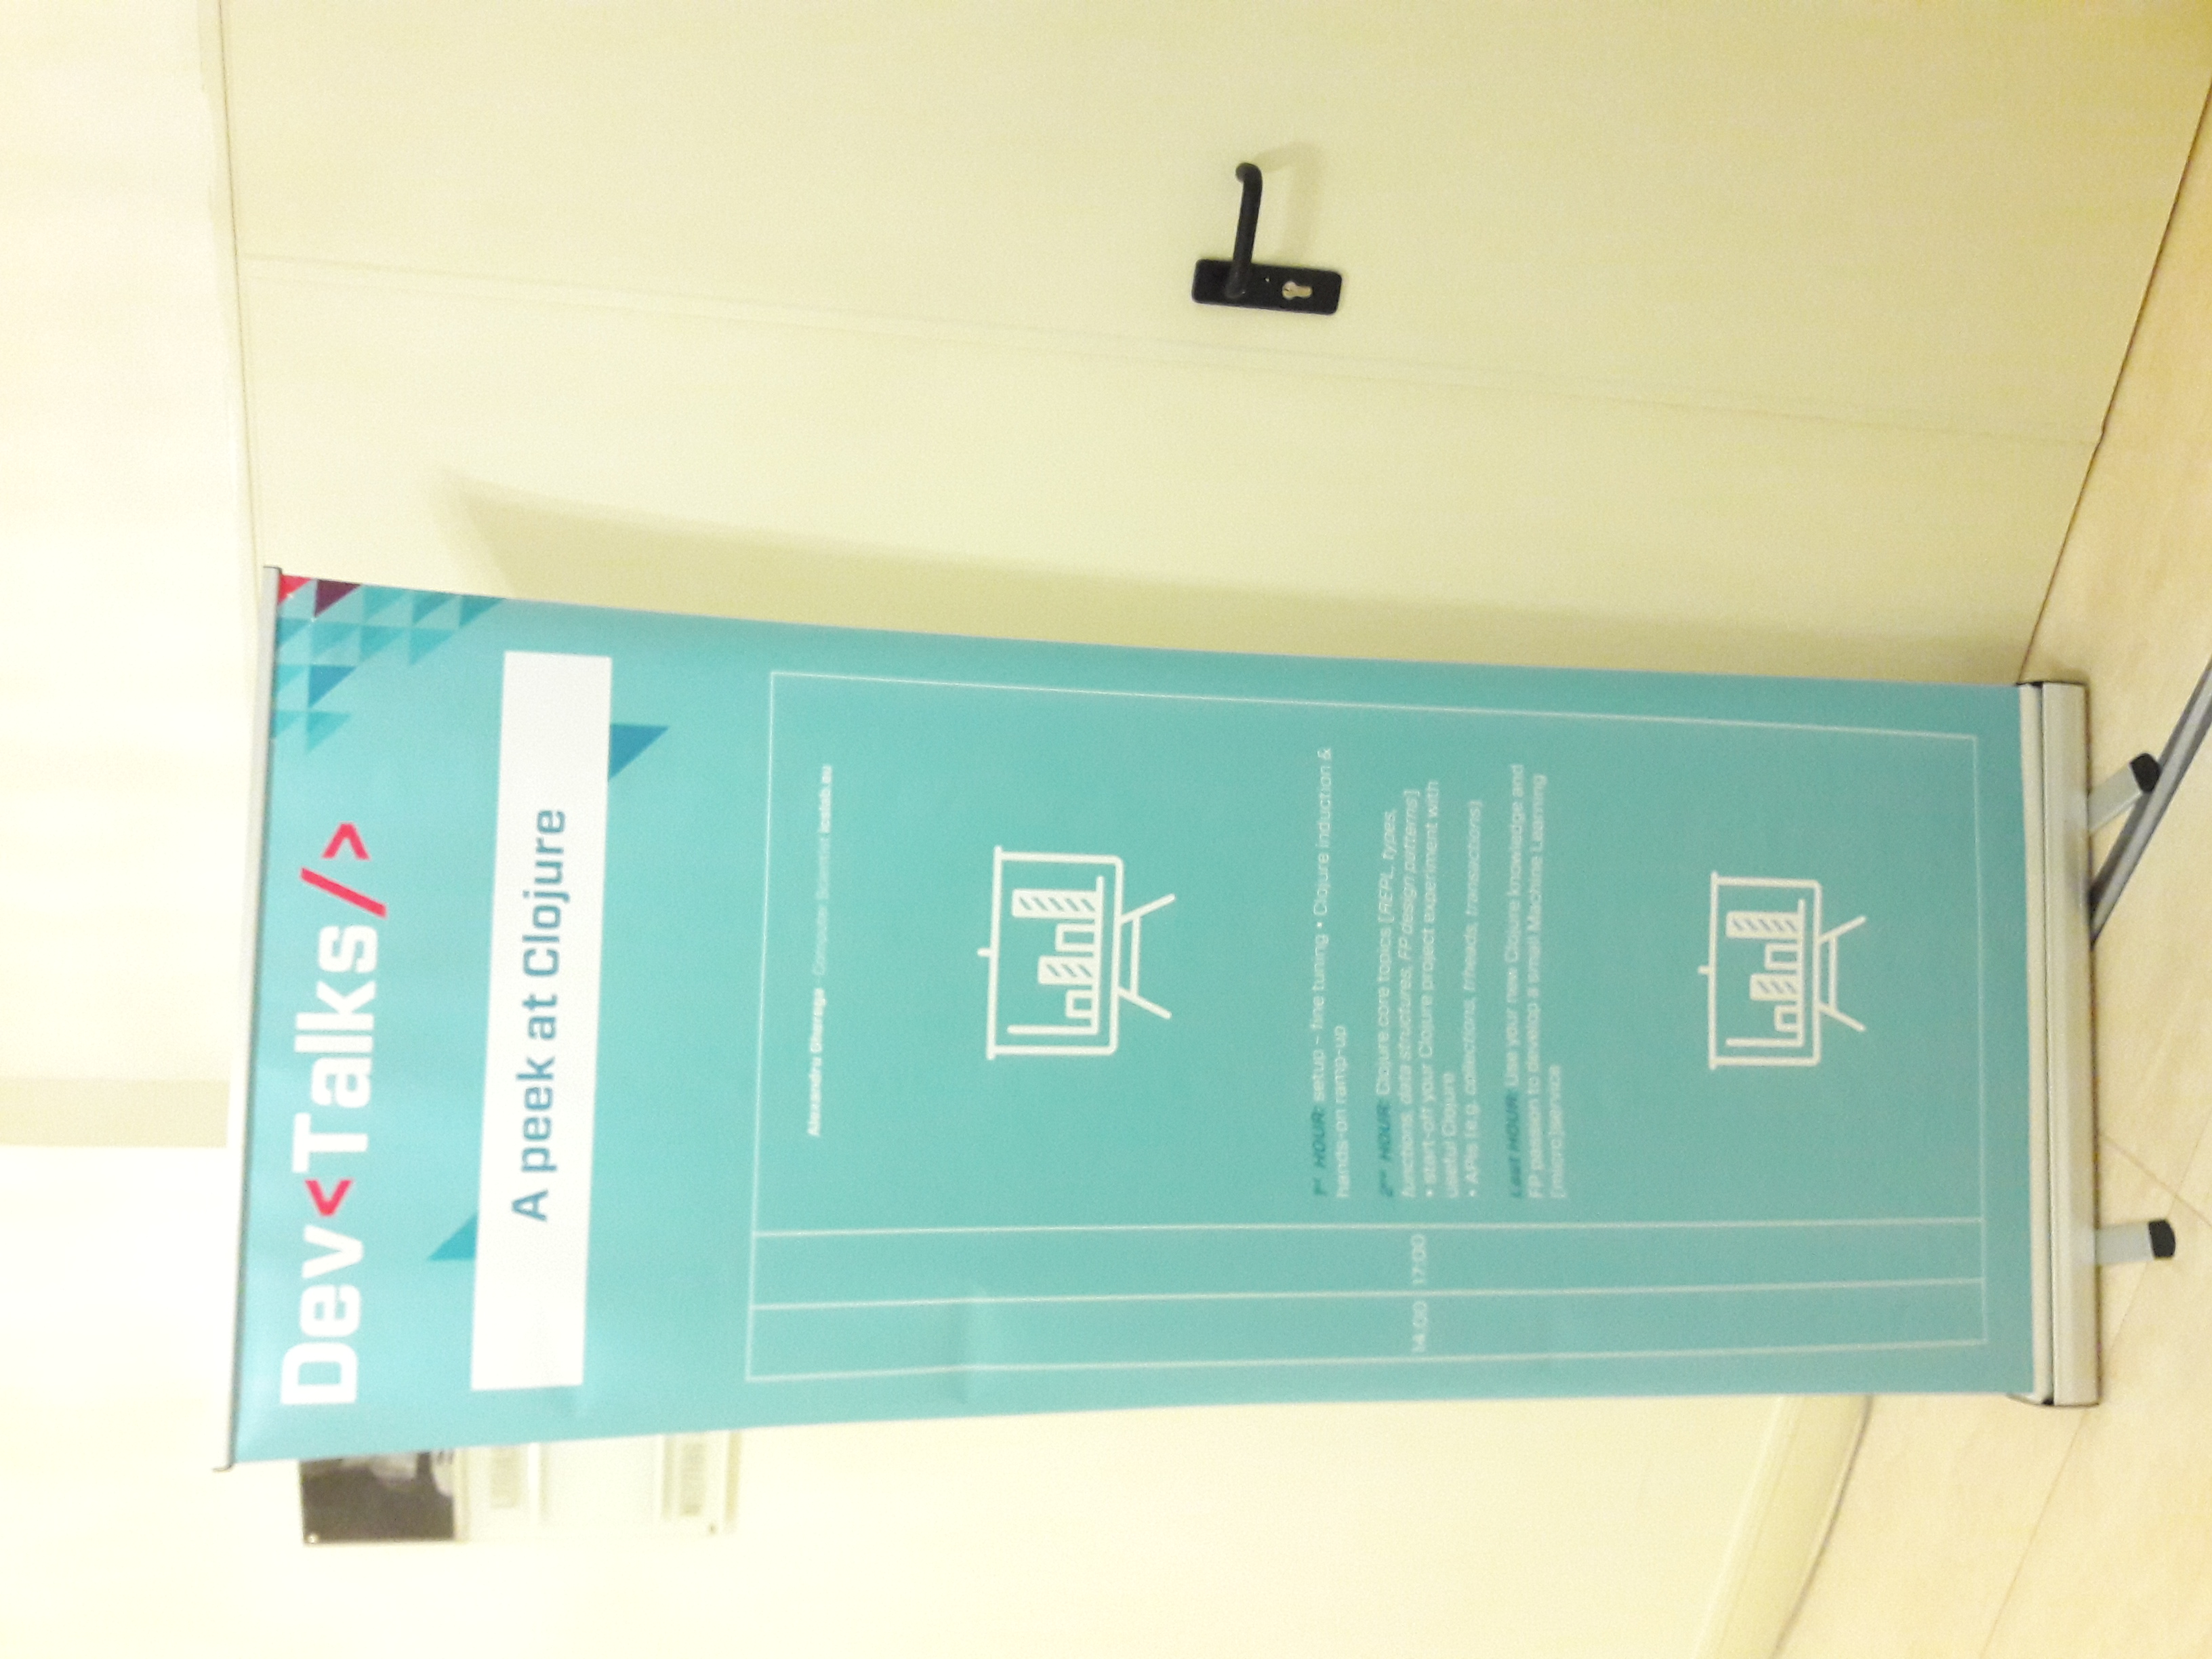 Dev<Talks/>
A peek at Clojure
Alexandru Gherega - Computer Scientist icslab.eu
1st HOUR: setup – fine tuning • Clojure induction &
hands-on ramp-up
2nd HOUR: Clojure.core topics [REPL, types,
functions, data structures, FP design patterns]
14:00 17:00
• start-off your Clojure project experiment with
useful Clojure
• APIs (e.g. collections, trheads, transactions)
Last HOUR: Use your new Clojure knowledge and
FP passion to develop a small Machine Learning
[micro]service
MEETING